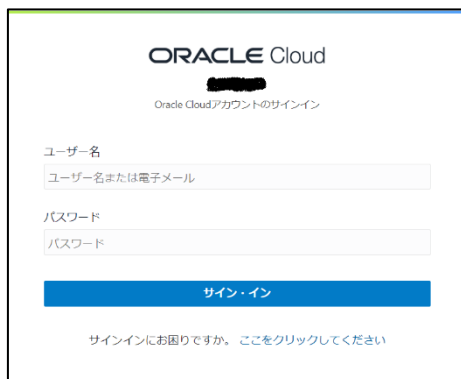 ORACLE Cloud
Oracle Cloudアカウントのサインイン
ユーザー名
ユーザー名または電子メール
パスワード
パスワード
サイン・イン
サインインにお困りですか。 ここをクリックしてください